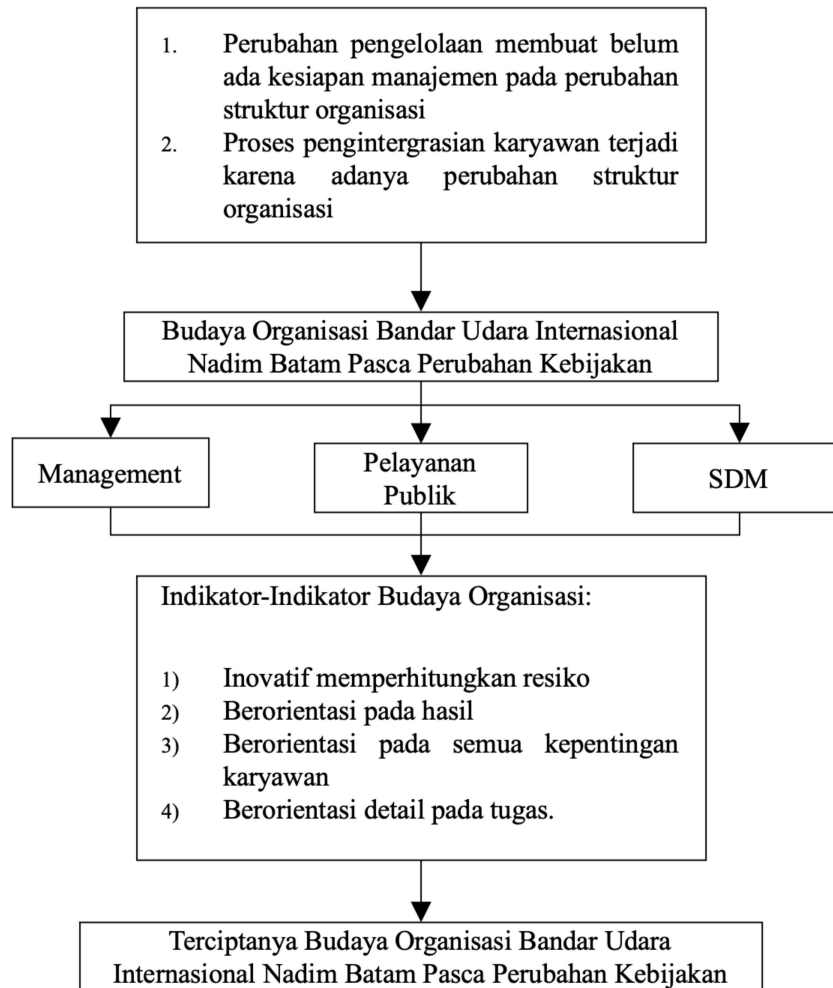 1. Perubahan pengelolaan membuat belum
ada kesiapan manajemen pada perubahan
struktur organisasi
2. Proses pengintergrasian karyawan terjadi
karena adanya perubahan struktur
organisasi
Budaya Organisasi Bandar Udara Internasional
Nadim Batam Pasca Perubahan Kebijakan
Management
Pelayanan
Publik
SDM
Indikator-Indikator Budaya Organisasi:
1) Inovatif memperhitungkan resiko
2) Berorientasi pada hasil
3) Berorientasi pada semua kepentingan
karyawan
4) Berorientasi detail pada tugas.
Terciptanya Budaya Organisasi Bandar Udara
Internasional Nadim Batam Pasca Perubahan Kebijakan